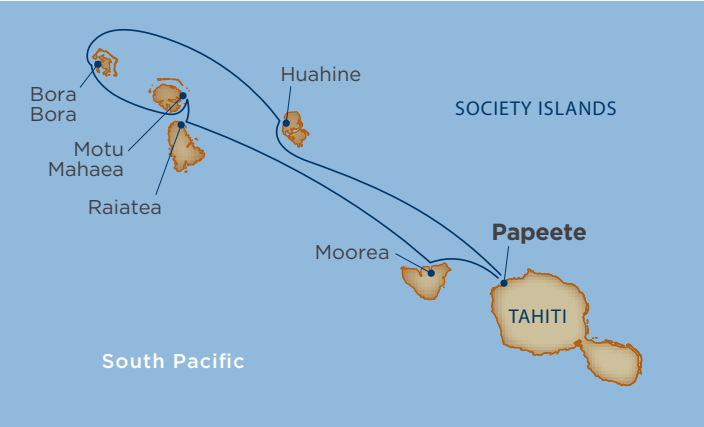 Huahine
Bora
Bora
SOCIETY ISLANDS
Motu
Mahaea
Raiatea
Papeete
Moorea
TAHITI
South Pacific